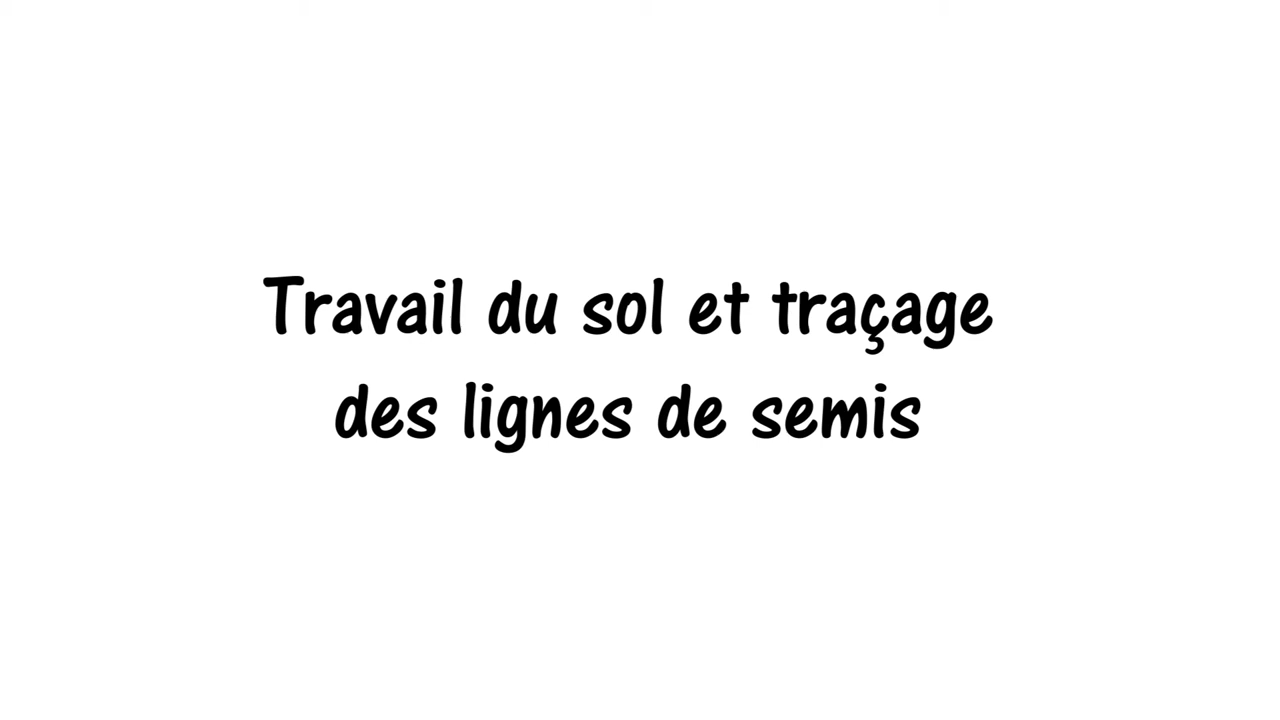 Travail du sol et traçage
des lignes de semis